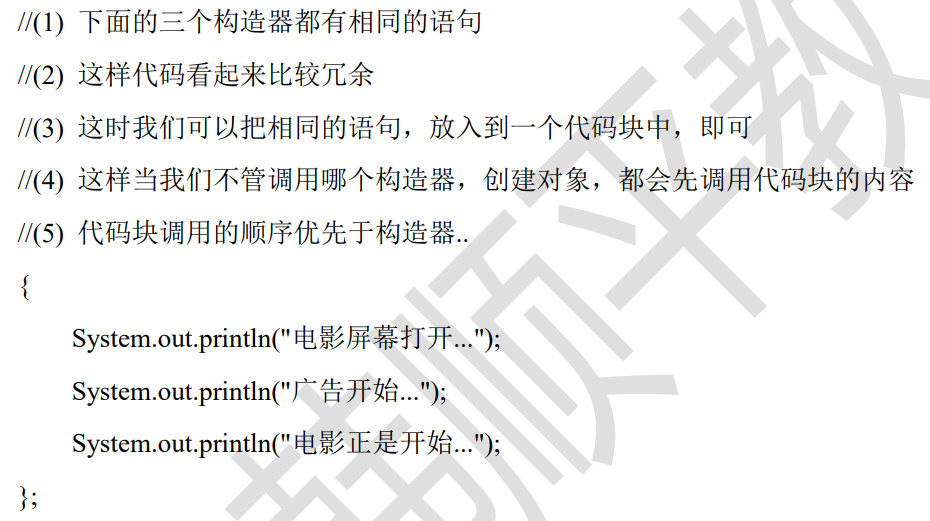 //(1) 下面的三个构造器都有相同的语句
//(2) 这样代码看起来比较冗余
//(3) 这时我们可以把相同的语句，放入到一个代码块中，即可
//(4) 这样当我们不管调用哪个构造器，创建对象，都会先调用代码块的内容
//(5) 代码块调用的顺序优先于构造器..
{
System.out.println("电影屏幕打开...");
System.out.println("广告开始...");
System.out.println("电影正是开始...");
};
韩顺平教